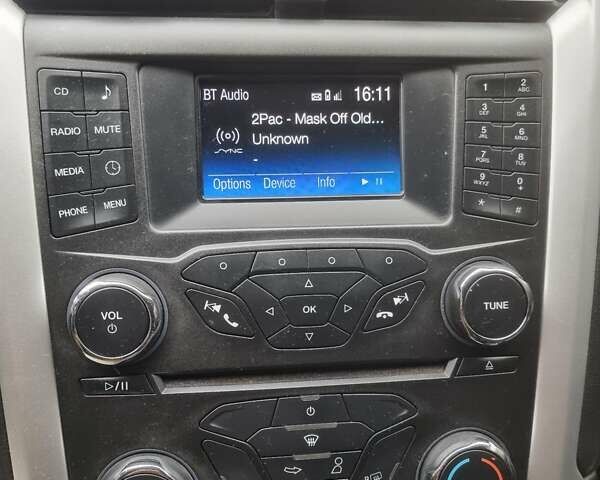 BT Audio 16:11
2Pac - Mask Off Old...
Unknown
SYNC
-
Options Device Info
CD
RADIO MUTE
MEDIA
PHONE MENU
1 2 ABC
3 DEF 4 GHI
5 JKL 6 MNO
7 PQRS 8 TUV
9 WXYZ 0 +
* #
VOL
OK
TUNE